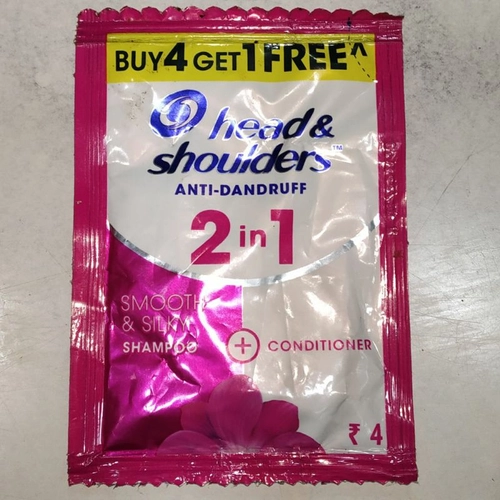 BUY 4 GET 1 FREE^
head &
shoulders™
ANTI-DANDRUFF
2 in 1
SMOOTH
& SILKY
SHAMPOO + CONDITIONER
₹ 4